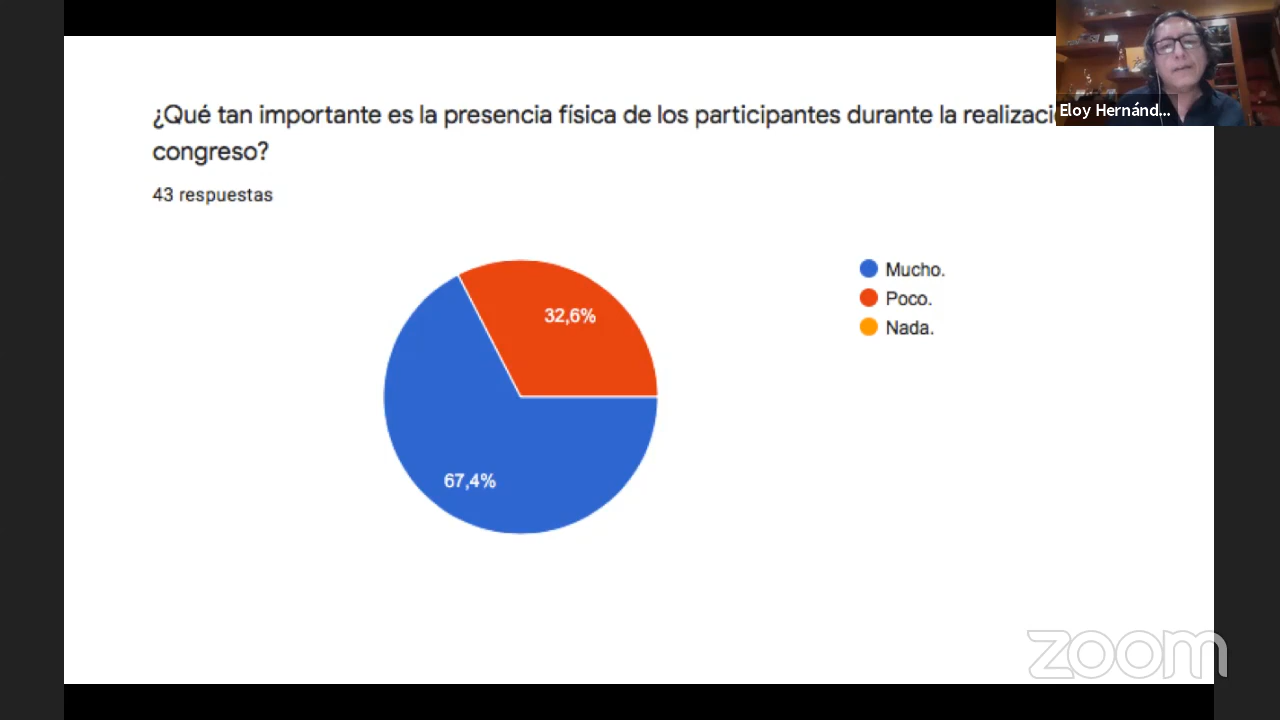 ¿Qué tan importante es la presencia física de los participantes durante la
congreso?
43 respuestas
32,6%
67,4%
Mucho.
Poco.
Nada.
Eloy Hernánd...
zoom